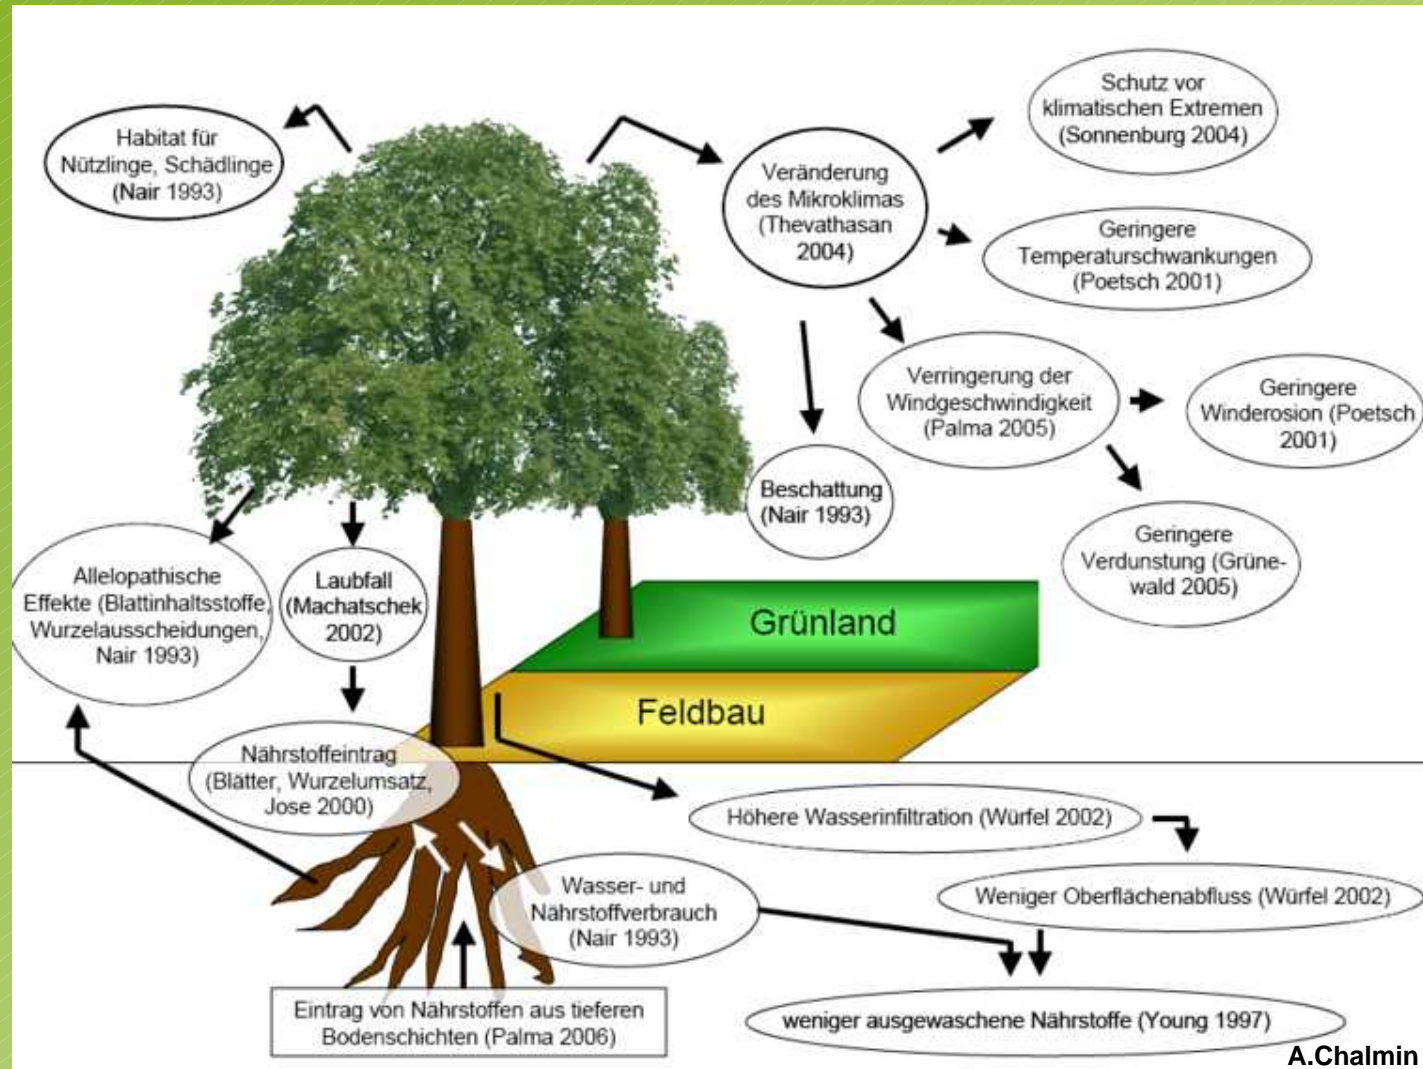 Habitat für
Nützlinge, Schädlinge
(Nair 1993)
Veränderung
des Mikroklimas
(Thevathasan
2004)
Schutz vor
klimatischen Extremen
(Sonnenburg 2004)
Geringere
Temperaturschwankungen
(Poetsch 2001)
Verringerung der
Windgeschwindigkeit
(Palma 2005)
Geringere
Winderosion (Poetsch
2001)
Beschattung
(Nair 1993)
Geringere
Verdunstung (Grüne-
wald 2005)
Allelopathische
Effekte (Blattinhaltsstoffe,
Wurzelausscheidungen,
Nair 1993)
Laubfall
(Machatschek
2002)
Grünland
Feldbau
Nährstoffeintrag
(Blätter, Wurzelumsatz,
Jose 2000)
Höhere Wasserinfiltration (Würfel 2002)
Wasser- und
Nährstoffverbrauch
(Nair 1993)
Weniger Oberflächenabfluss (Würfel 2002)
Eintrag von Nährstoffen aus tieferen
Bodenschichten (Palma 2006)
weniger ausgewaschene Nährstoffe (Young 1997)
A.Chalmin